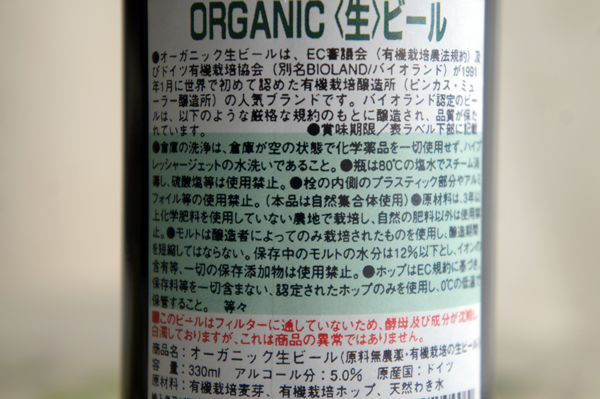 ORGANIC〈生〉ビール
●オーガニック生ビールは、EC審議会（有機栽培農法規約）及
びドイツ有機栽培協会（別名BIOLAND/バイオランド）が1991
年1月に世界で初めて認めた有機栽培醸造所（ピンカス・ミュ
ーラー醸造所）の人気ブランドです。バイオランド認定のビー
ルは、以下のような厳格な規約のもとに醸造され、品質が保た
れています。 ●賞味期限／表ラベル下部に記載
●倉庫の洗浄は、倉庫が空の状態で化学薬品を一切使用せず、ハイプ
レッシャージェットの水洗いであること。●瓶は80℃の塩水でスチーム消
毒し、硫酸塩等は使用禁止。●栓の内側のプラスティック部分やアルミ
フォイル等の使用禁止。（本品は自然集合体使用）●原材料は、3年以
上化学肥料を使用していない農地で栽培し、自然の肥料以外は使用禁
止。●モルトは醸造者によってのみ栽培されたものを使用し、醸造期間
を短縮してはならない。保存中のモルトの水分は12％以下とし、イオンの
含有等、一切の保存添加物は使用禁止。●ホップはEC規約に基づき、
保存料等を一切含まない、認定されたホップのみを使用し、0℃の低温で
保管すること。 等々
■このビールはフィルターに通していないため、酵母及び成分が沈澱し
白濁しておりますが、これは商品の異常ではありません。
商品名：オーガニック生ビール（原料無農薬・有機栽培の生ビール）
容 量：330ml アルコール分：5.0％ 原産国：ドイツ
原材料：有機栽培麦芽、有機栽培ホップ、天然わき水